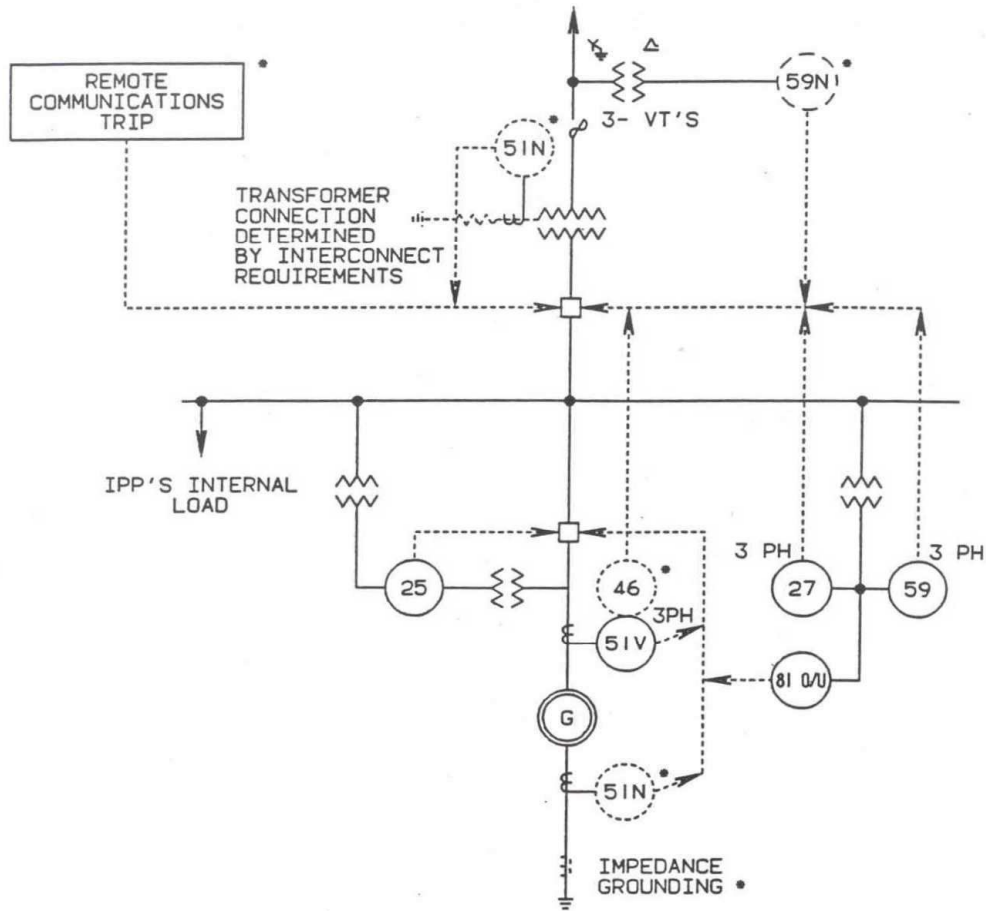 REMOTE
COMMUNICATIONS
TRIP
*
Y
Δ
59N
*
3- VT'S
51N
*
TRANSFORMER
CONNECTION
DETERMINED
BY INTERCONNECT
REQUIREMENTS
IPP'S INTERNAL
LOAD
25
46
*
3PH
51V
3 PH
27
59
3 PH
81 O/U
G
51N
*
IMPEDANCE
GROUNDING *